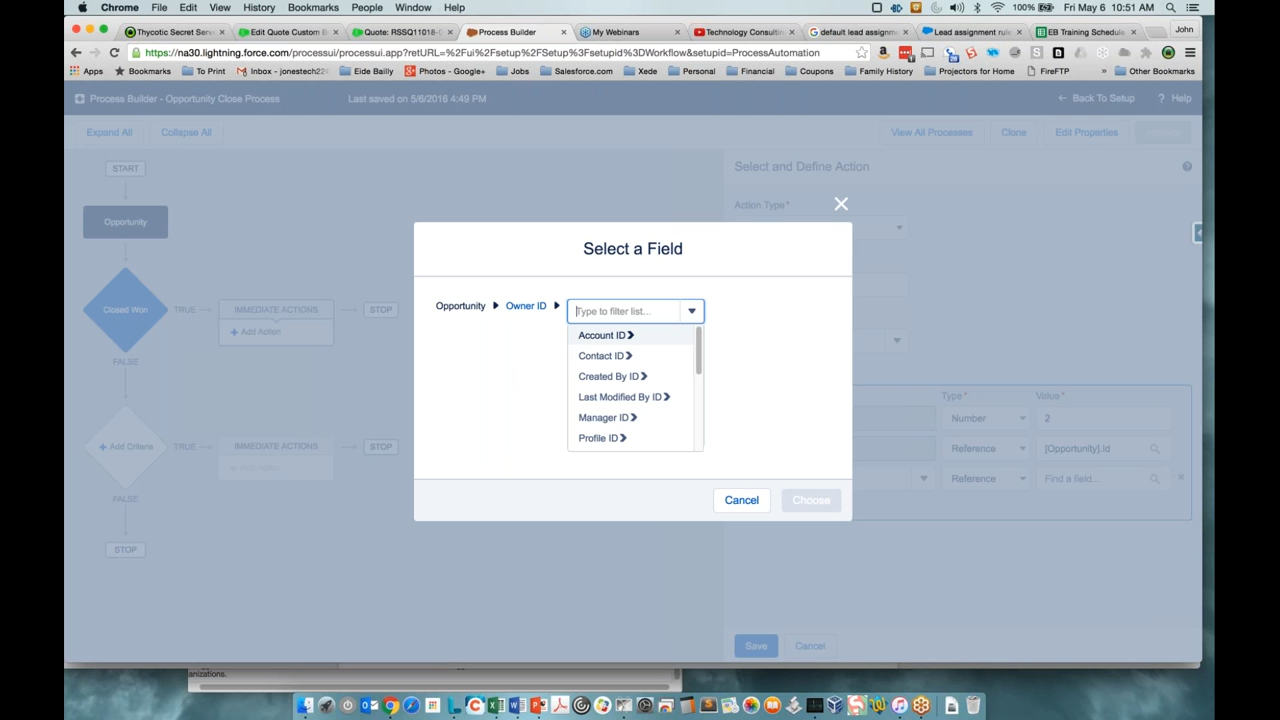 Chrome File Edit View History Bookmarks People Window Help 100% Fri May 6 10:51 AM
Thycotic Secret Serv Edit Quote Custom B Quote: RSSQ11018- Process Builder My Webinars Technology Consulti default lead assignm Lead assignment rul EB Training Schedule John
https://na30.lightning.force.com/processui/processui.app?retURL=%2Fui%2Fsetup%2FSetup%3Fsetupid%3DWorkflow&setupid=ProcessAutomation
Apps Bookmarks To Print Inbox - jonestech22 Eide Bailly Photos - Google+ Jobs Salesforce.com Xede Personal Financial Coupons Family History Projectors for Home FireFTP » Other Bookmarks
Process Builder - Opportunity Close Process Last saved on 5/6/2016 4:49 PM Back To Setup ? Help
Expand All Collapse All View All Processes Clone Edit Properties
START
Select and Define Action
Action Type*
Opportunity
Select a Field
Closed Won TRUE IMMEDIATE ACTIONS STOP
+ Add Action
FALSE
Opportunity Owner ID Type to filter list...
Account ID
Contact ID
Created By ID
Last Modified By ID
Manager ID
Profile ID
Type* Value*
Number 2
Reference [Opportunity].Id
Reference Find a field...
+ Add Criteria TRUE IMMEDIATE ACTIONS STOP
+ Add Action
FALSE
Cancel Choose
STOP
Save Cancel
anizations.